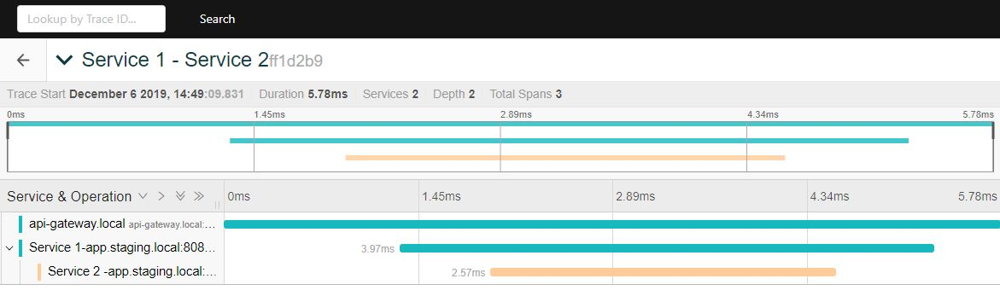 Lookup by Trace ID... Search
Service 1 - Service 2ff1d2b9
Trace Start December 6 2019, 14:49:09.831 Duration 5.78ms Services 2 Depth 2 Total Spans 3
0ms 1.45ms 2.89ms 4.34ms 5.78ms
Service & Operation 0ms 1.45ms 2.89ms 4.34ms 5.78ms
api-gateway.local api-gateway.local:...
Service 1-app.staging.local:808... 3.97ms
Service 2 -app.staging.local:... 2.57ms